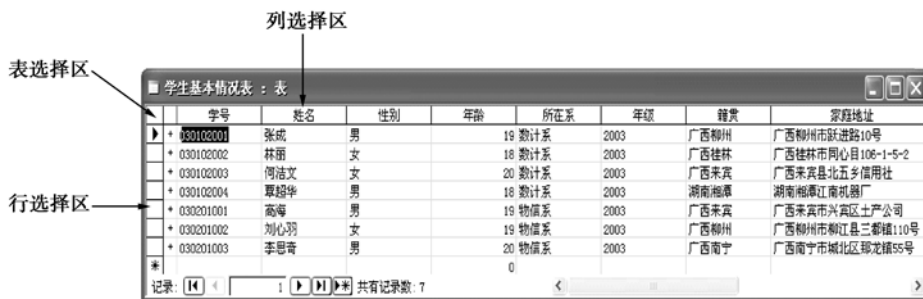 列选择区
表选择区
学生基本情况表 : 表
学号 姓名 性别 年龄 所在系 年级 籍贯 家庭地址
+ 030102001 张成 男 19 数计系 2003 广西柳州 广西柳州市跃进路10号
+ 030102002 林丽 女 18 数计系 2003 广西桂林 广西桂林市同心目106-1-5-2
+ 030102003 何洁文 女 20 数计系 2003 广西来宾 广西来宾县北五乡信用社
行选择区
+ 030102004 覃超华 男 18 数计系 2003 湖南湘潭 湖南湘潭江南机器厂
+ 030201001 高海 男 19 物信系 2003 广西来宾 广西来宾市兴宾区土产公司
+ 030201002 刘心羽 女 19 物信系 2003 广西柳州 广西柳州市柳江县三都镇110号
+ 030201003 李思奇 男 20 物信系 2003 广西南宁 广西南宁市城北区那龙镇55号
* 0
记录: 1 共有记录数: 7